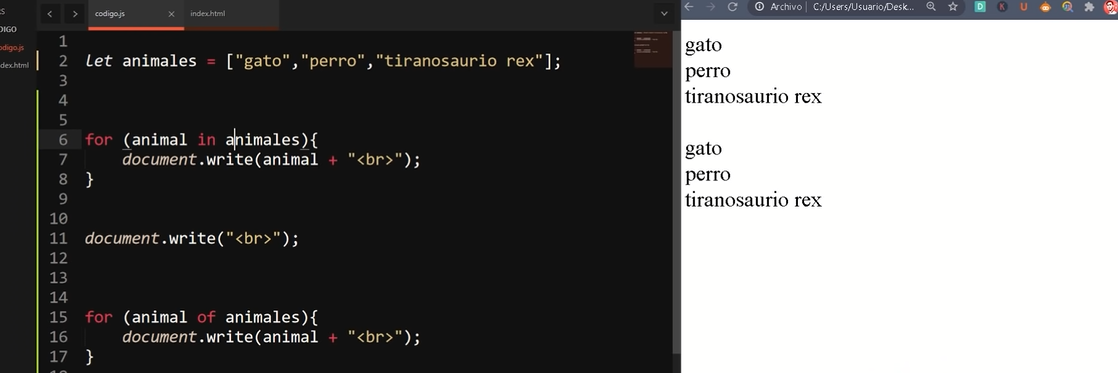 codigo.js
index.html
Archivo
C:/Users/Usuario/Desk...
DIGO
odigo.js
dex.html
1
2 let animales = ["gato","perro","tiranosaurio rex"];
3
4
5
6 for (animal in animales){
7 document.write(animal + "<br>");
8 }
9
10
11 document.write("<br>");
12
13
14
15 for (animal of animales){
16 document.write(animal + "<br>");
17 }
gato
perro
tiranosaurio rex
gato
perro
tiranosaurio rex